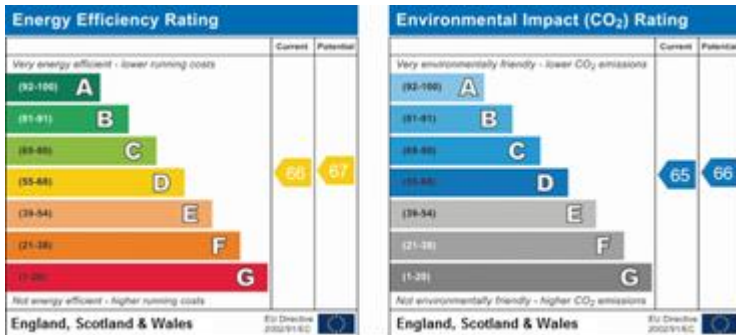 Energy Efficiency Rating
Current Potential
Very energy efficient - lower running costs
(92-100) A
(81-91) B
(69-80) C
(55-68) D
(39-54) E
(21-38) F
(1-20) G
66
67
Not energy efficient - higher running costs
England, Scotland & Wales
EU Directive
2002/91/EC
Environmental Impact (CO₂) Rating
Current Potential
Very environmentally friendly - lower CO₂ emissions
(92-100) A
(81-91) B
(69-80) C
(55-68) D
(39-54) E
(21-38) F
(1-20) G
65
66
Not environmentally friendly - higher CO₂ emissions
England, Scotland & Wales
EU Directive
2002/91/EC